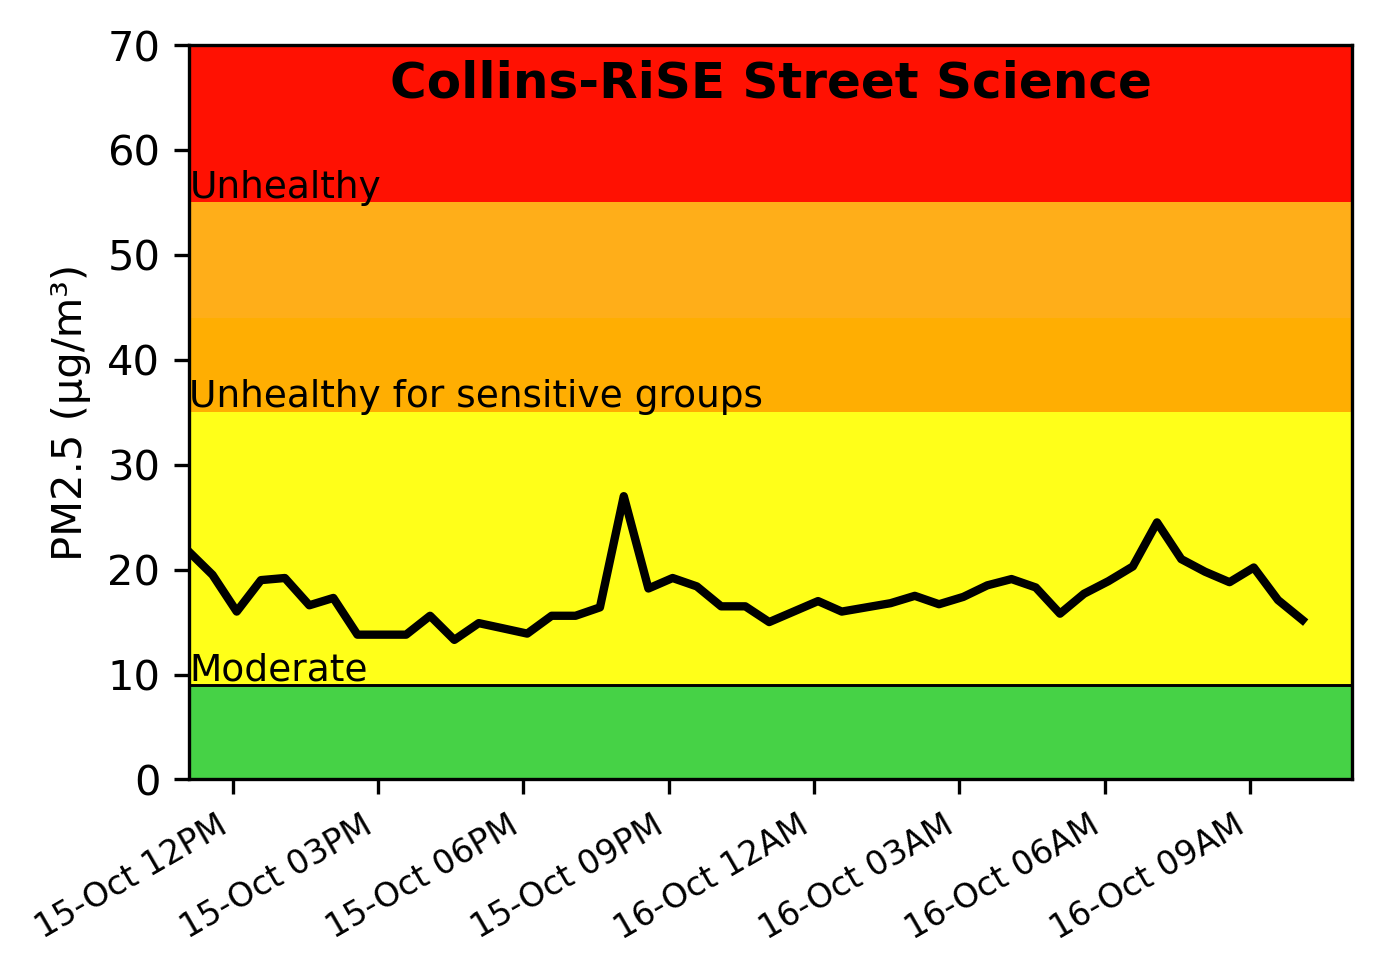 Collins-RiSE Street Science
70
60
Unhealthy
50
40
Unhealthy for sensitive groups
30
20
10
Moderate
0
PM2.5 (µg/m³)
15-Oct 12PM
15-Oct 03PM
15-Oct 06PM
15-Oct 09PM
16-Oct 12AM
16-Oct 03AM
16-Oct 06AM
16-Oct 09AM